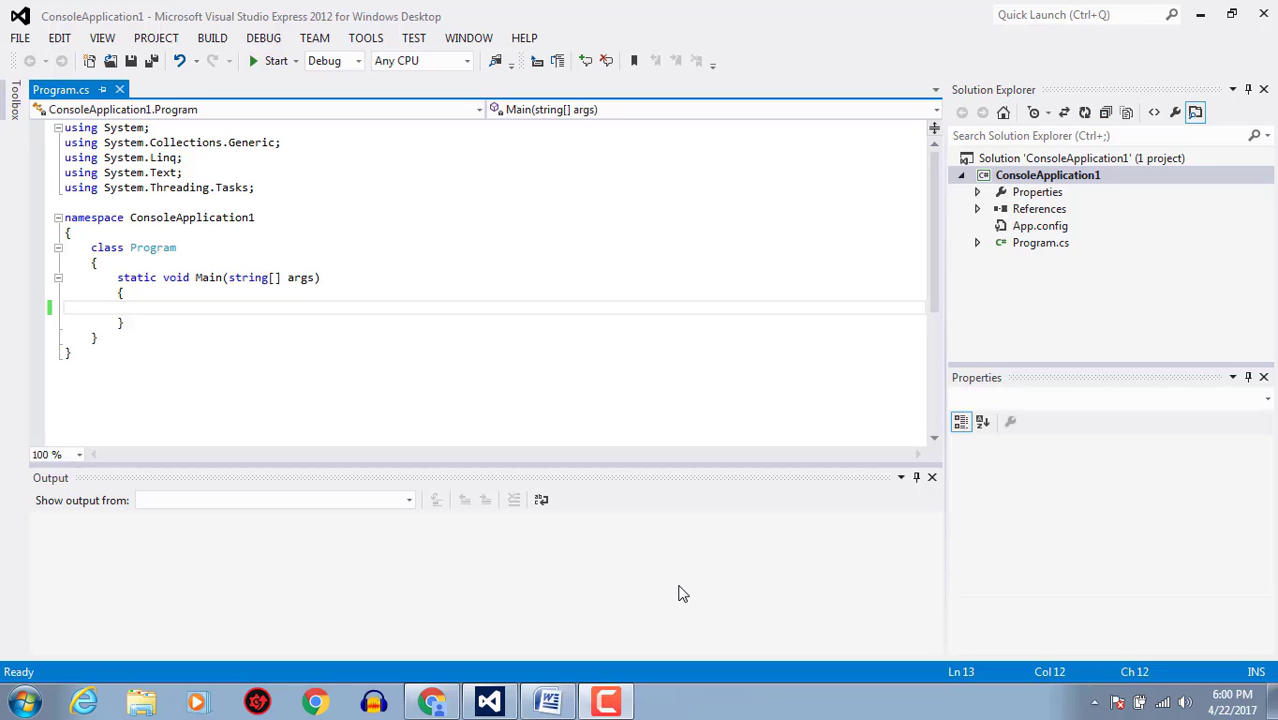 ConsoleApplication1 - Microsoft Visual Studio Express 2012 for Windows Desktop
Quick Launch (Ctrl+Q)
FILE EDIT VIEW PROJECT BUILD DEBUG TEAM TOOLS TEST WINDOW HELP
Start Debug Any CPU
Toolbox
Program.cs
ConsoleApplication1.Program
Main(string[] args)
using System;
using System.Collections.Generic;
using System.Linq;
using System.Text;
using System.Threading.Tasks;
namespace ConsoleApplication1
{
class Program
{
static void Main(string[] args)
{
}
}
}
100 %
Output
Show output from:
Solution Explorer
Search Solution Explorer (Ctrl+;)
Solution 'ConsoleApplication1' (1 project)
ConsoleApplication1
Properties
References
App.config
Program.cs
Properties
Ready
Ln 13
Col 12
Ch 12
INS
6:00 PM
4/22/2017